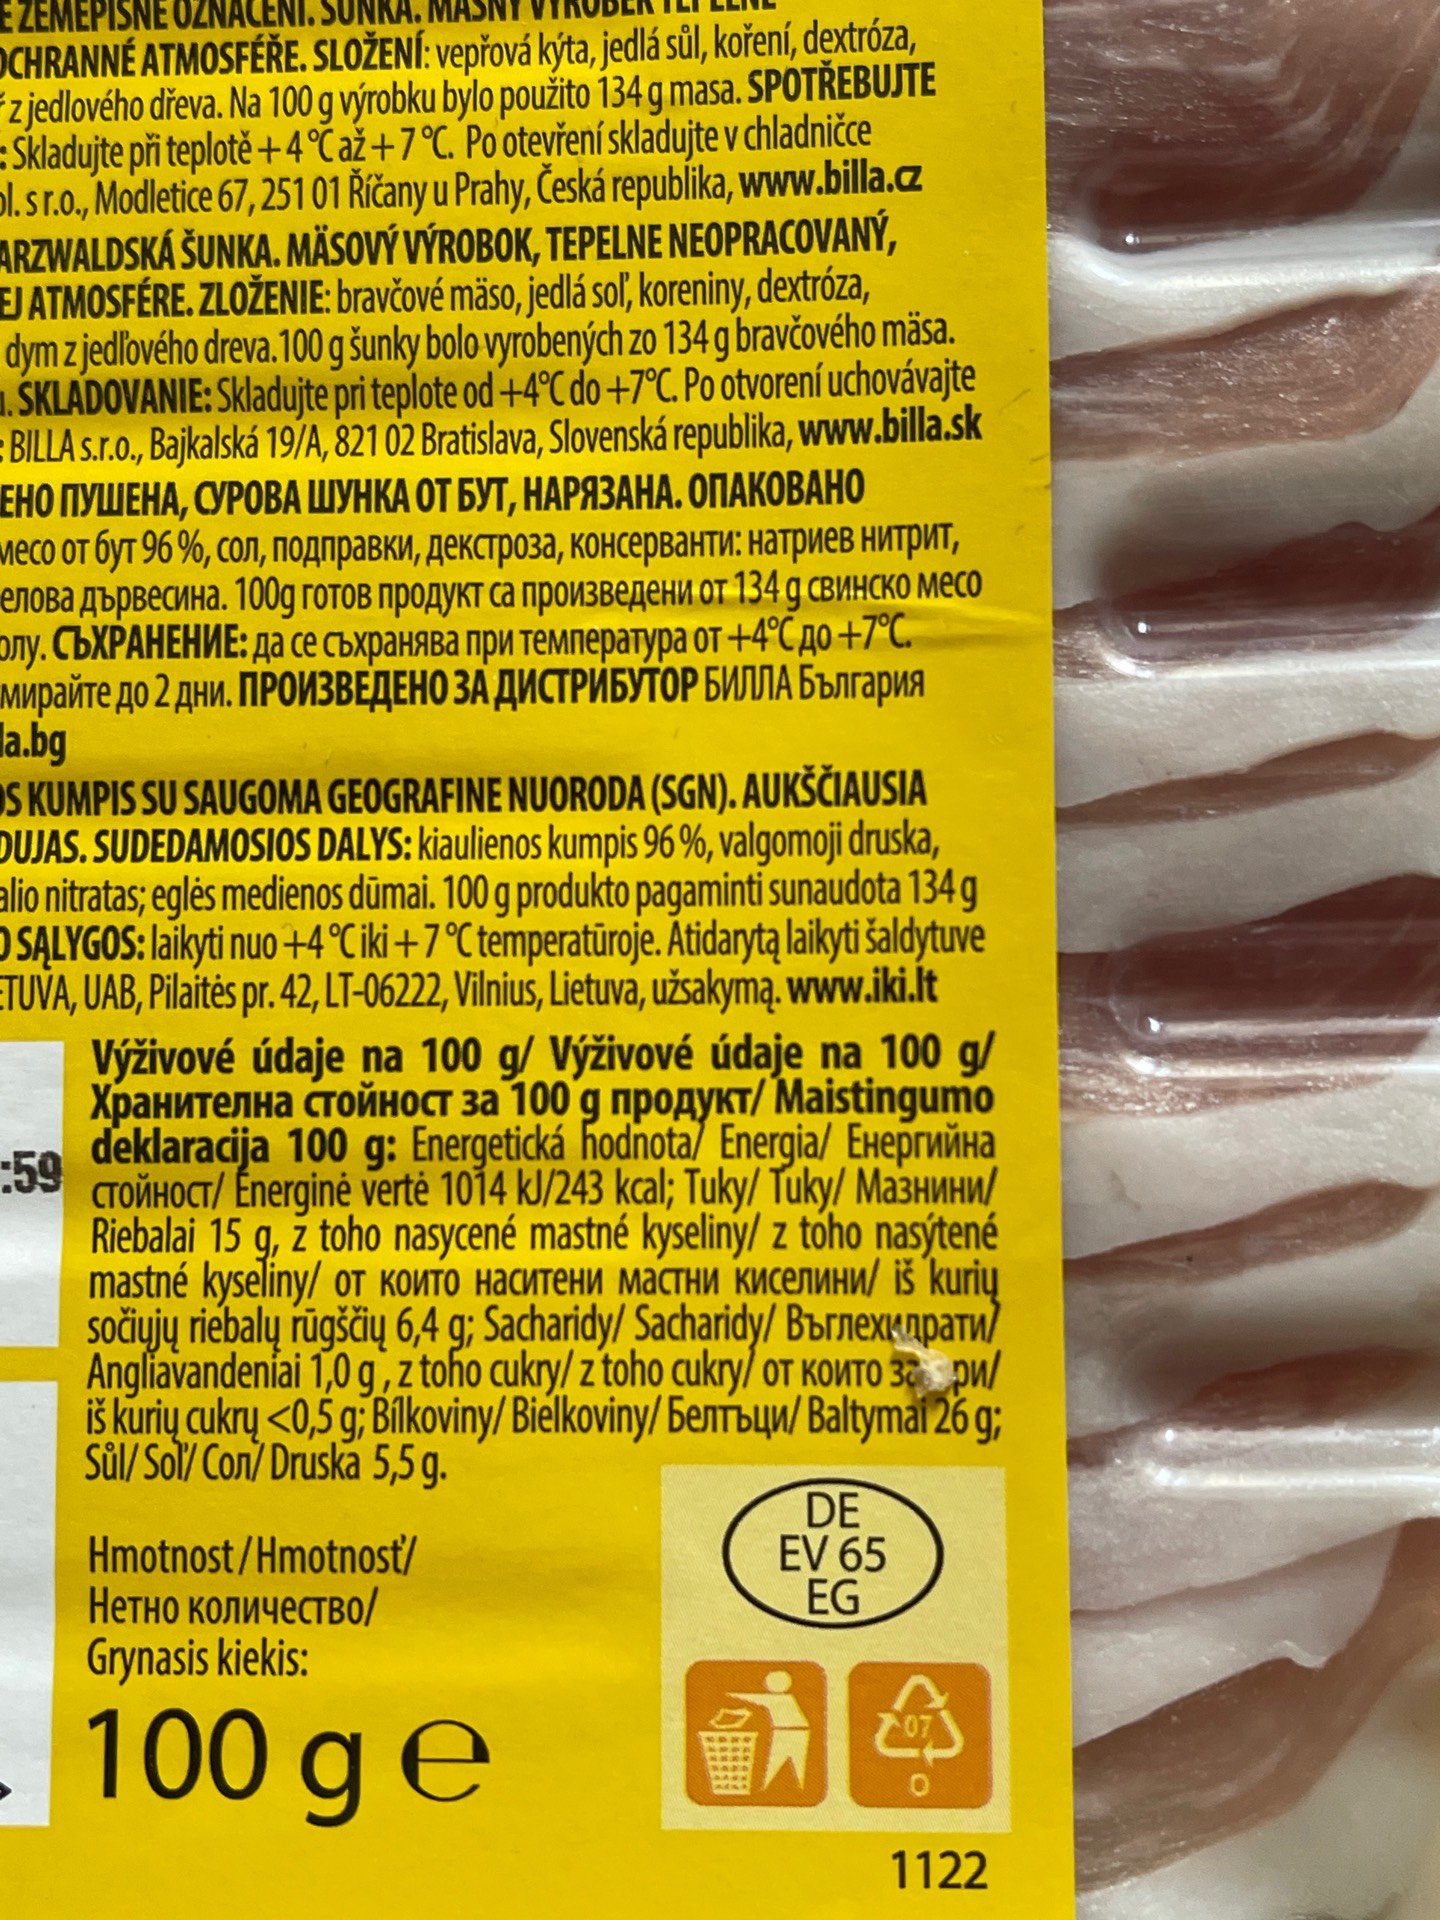 ZEMĚPISNÉ OZNAČENÍ. ŠUNKA. MASNÝ VÝROBEK
OCHRANNÉ ATMOSFÉŘE. SLOŽENÍ: vepřová kýta, jedlá sůl, koření, dextróza,
z jedlového dřeva. Na 100 g výrobku bylo použito 134 g masa. SPOTŘEBUJTE
: Skladujte při teplotě + 4 °C až + 7 °C. Po otevření skladujte v chladničce
ol. s r.o., Modletice 67, 251 01 Říčany u Prahy, Česká republika, www.billa.cz
ARZWALDSKÁ ŠUNKA. MÄSOVÝ VÝROBOK, TEPELNE NEOPRACOVANÝ,
EJ ATMOSFÉRE. ZLOŽENIE: bravčové mäso, jedlá soľ, koreniny, dextróza,
dym z jedľového dreva. 100 g šunky bolo vyrobených zo 134 g bravčového mäsa.
. SKLADOVANIE: Skladujte pri teplote od +4°C do +7°C. Po otvorení uchovávajte
: BILLA s.r.o., Bajkalská 19/A, 821 02 Bratislava, Slovenská republika, www.billa.sk
ЕНО ПУШЕНА, СУРОВА ШУНКА ОТ БУТ, НАРЯЗАНА. ОПАКОВАНО
месо от бут 96 %, сол, подправки, декстроза, консерванти: натриев нитрит,
елова дървесина. 100g готов продукт са произведени от 134 g свинско месо
олу. СЪХРАНЕНИЕ: да се съхранява при температура от +4°C до +7°C.
мирайте до 2 дни. ПРОИЗВЕДЕНО ЗА ДИСТРИБУТОР БИЛЛА България
la.bg
OS KUMPIS SU SAUGOMA GEOGRAFINE NUORODA (SGN). AUKŠČIAUSIA
DUJAS. SUDEDAMOSIOS DALYS: kiaulienos kumpis 96 %, valgomoji druska,
alio nitratas; eglės medienos dūmai. 100 g produkto pagaminti sunaudota 134 g
O SĄLYGOS: laikyti nuo +4 °C iki + 7 °C temperatūroje. Atidarytą laikyti šaldytuve
ETUVA, UAB, Pilaitės pr. 42, LT-06222, Vilnius, Lietuva, užsakymą. www.iki.lt
Výživové údaje na 100 g/ Výživové údaje na 100 g/
Хранителна стойност за 100 g продукт/ Maistingumo
deklaracija 100 g: Energetická hodnota/ Energia/ Енергийна
:59
стойност/ Energinė vertė 1014 kJ/243 kcal; Tuky/ Tuky/ Мазнини/
Riebalai 15 g, z toho nasycené mastné kyseliny/ z toho nasýtené
mastné kyseliny/ от които наситени мастни киселини/ iš kurių
sočiųjų riebalų rūgščių 6,4 g; Sacharidy/ Sacharidy/ Въглехидрати/
Angliavandeniai 1,0 g , z toho cukry/ z toho cukry/ от които
iš kurių cukrų <0,5 g; Bílkoviny/ Bielkoviny/ Белтъци/ Baltymai 26 g;
Sůl/ Soľ/ Сол/ Druska 5,5 g.
DE
EV 65
EG
Hmotnost / Hmotnosť/
Нетно количество/
Grynasis kiekis:
100 g e
07
O
1122